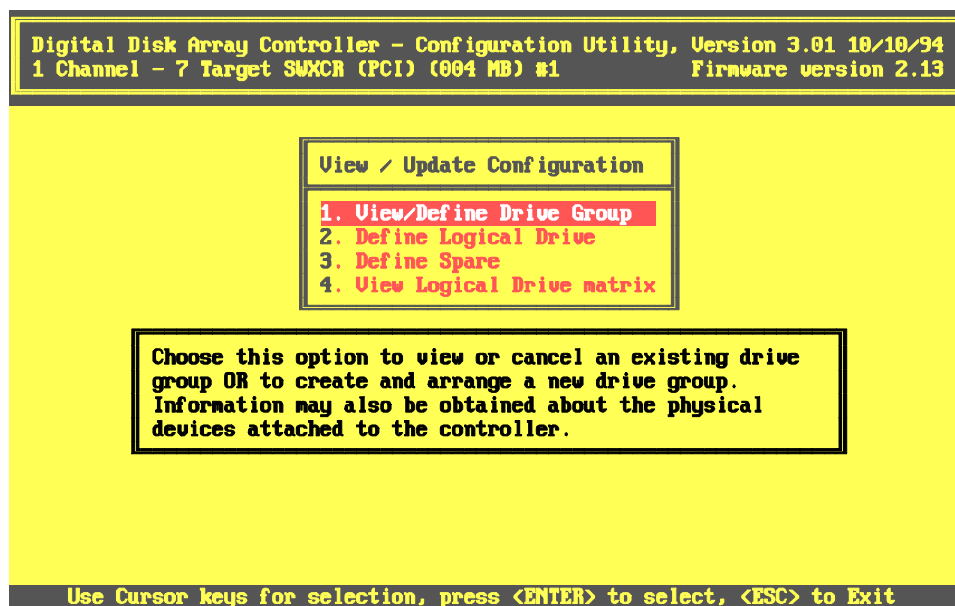 Digital Disk Array Controller - Configuration Utility, Version 3.01 10/10/94
1 Channel - 7 Target SWXCR (PCI) (004 MB) #1 Firmware version 2.13
View / Update Configuration
1. View/Define Drive Group
2. Define Logical Drive
3. Define Spare
4. View Logical Drive matrix
Choose this option to view or cancel an existing drive
group OR to create and arrange a new drive group.
Information may also be obtained about the physical
devices attached to the controller.
Use Cursor keys for selection, press <ENTER> to select, <ESC> to Exit